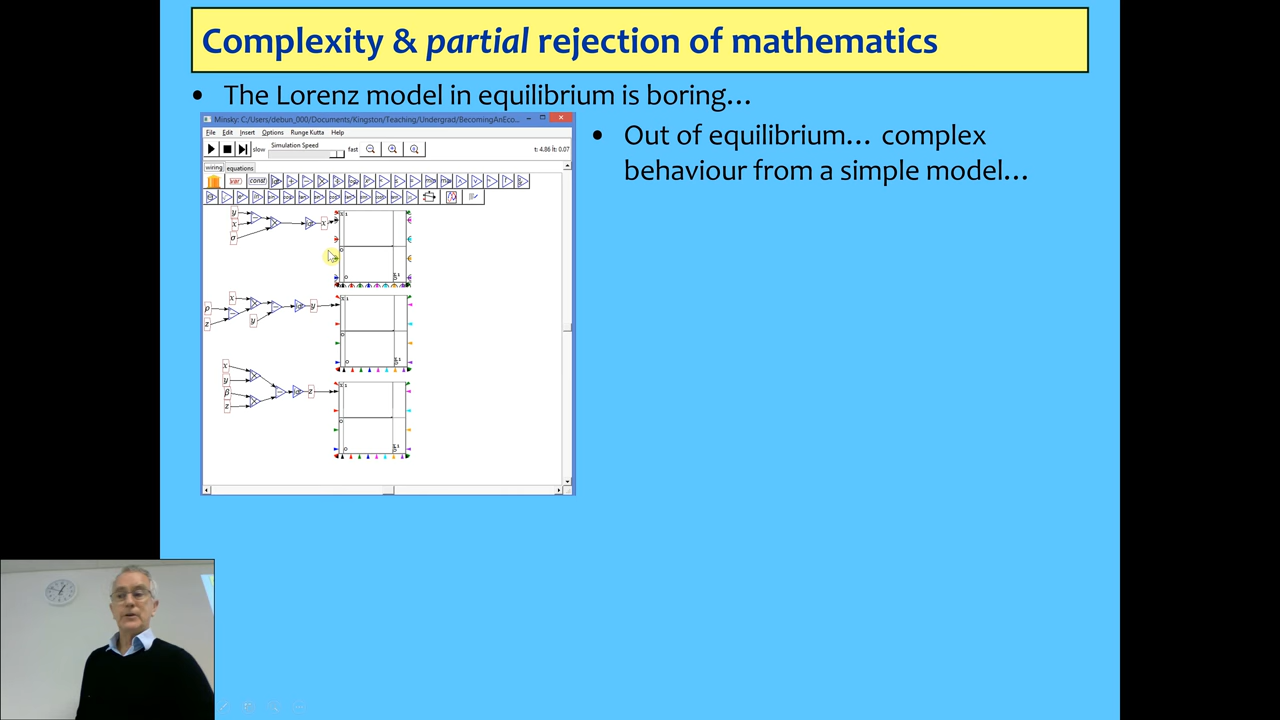 Complexity & partial rejection of mathematics
• The Lorenz model in equilibrium is boring…
Minsky: C:/Users/debun_000/Documents/Kingston/Teaching/Undergrad/BecomingAnEco...
• Out of equilibrium… complex
behaviour from a simple model…
File Edit Insert Options Runge Kutta Help
slow Simulation Speed fast t: 4.86 Δt: 0.07
wiring equations
var const
y
x
σ
x
x
ρ
z
y
y
x
y
β
z
z